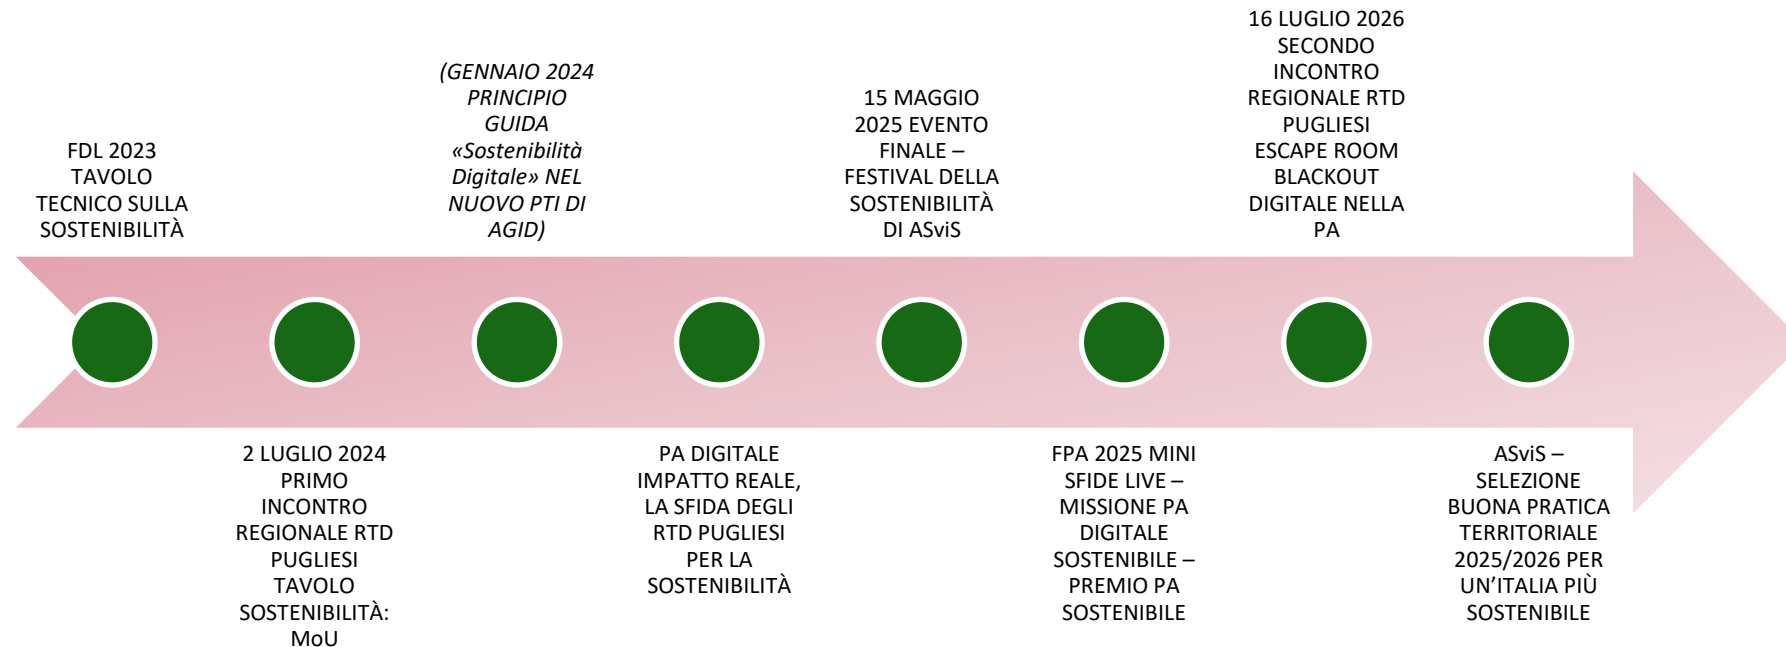 FDL 2023
TAVOLO
TECNICO SULLA
SOSTENIBILITÀ
2 LUGLIO 2024
PRIMO
INCONTRO
REGIONALE RTD
PUGLIESI
TAVOLO
SOSTENIBILITÀ:
MoU
(GENNAIO 2024
PRINCIPIO
GUIDA
«Sostenibilità
Digitale» NEL
NUOVO PTI DI
AGID)
PA DIGITALE
IMPATTO REALE,
LA SFIDA DEGLI
RTD PUGLIESI
PER LA
SOSTENIBILITÀ
15 MAGGIO
2025 EVENTO
FINALE –
FESTIVAL DELLA
SOSTENIBILITÀ
DI ASviS
FPA 2025 MINI
SFIDE LIVE –
MISSIONE PA
DIGITALE
SOSTENIBILE –
PREMIO PA
SOSTENIBILE
16 LUGLIO 2026
SECONDO
INCONTRO
REGIONALE RTD
PUGLIESI
ESCAPE ROOM
BLACKOUT
DIGITALE NELLA
PA
ASviS –
SELEZIONE
BUONA PRATICA
TERRITORIALE
2025/2026 PER
UN’ITALIA PIÙ
SOSTENIBILE